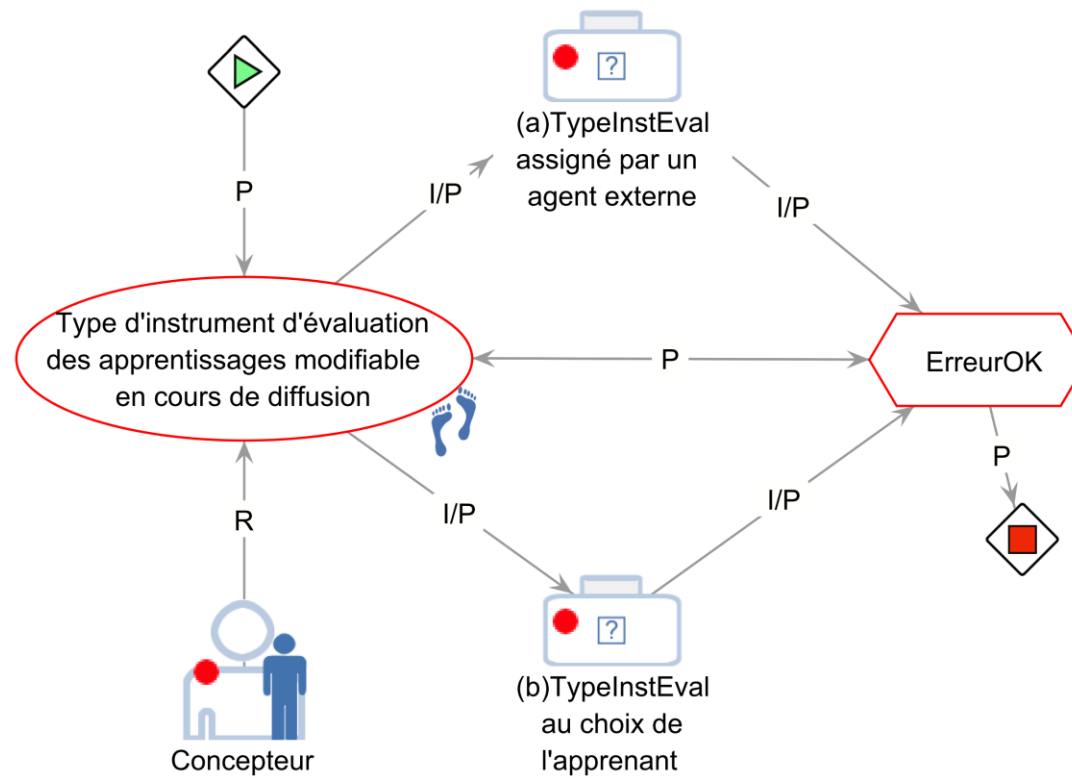 ?
(a)TypeInstEval
assigné par un
agent externe
P
I/P
I/P
Type d'instrument d'évaluation
des apprentissages modifiable
en cours de diffusion
P
ErreurOK
P
R
I/P
I/P
?
(b)TypeInstEval
au choix de
l'apprenant
Concepteur